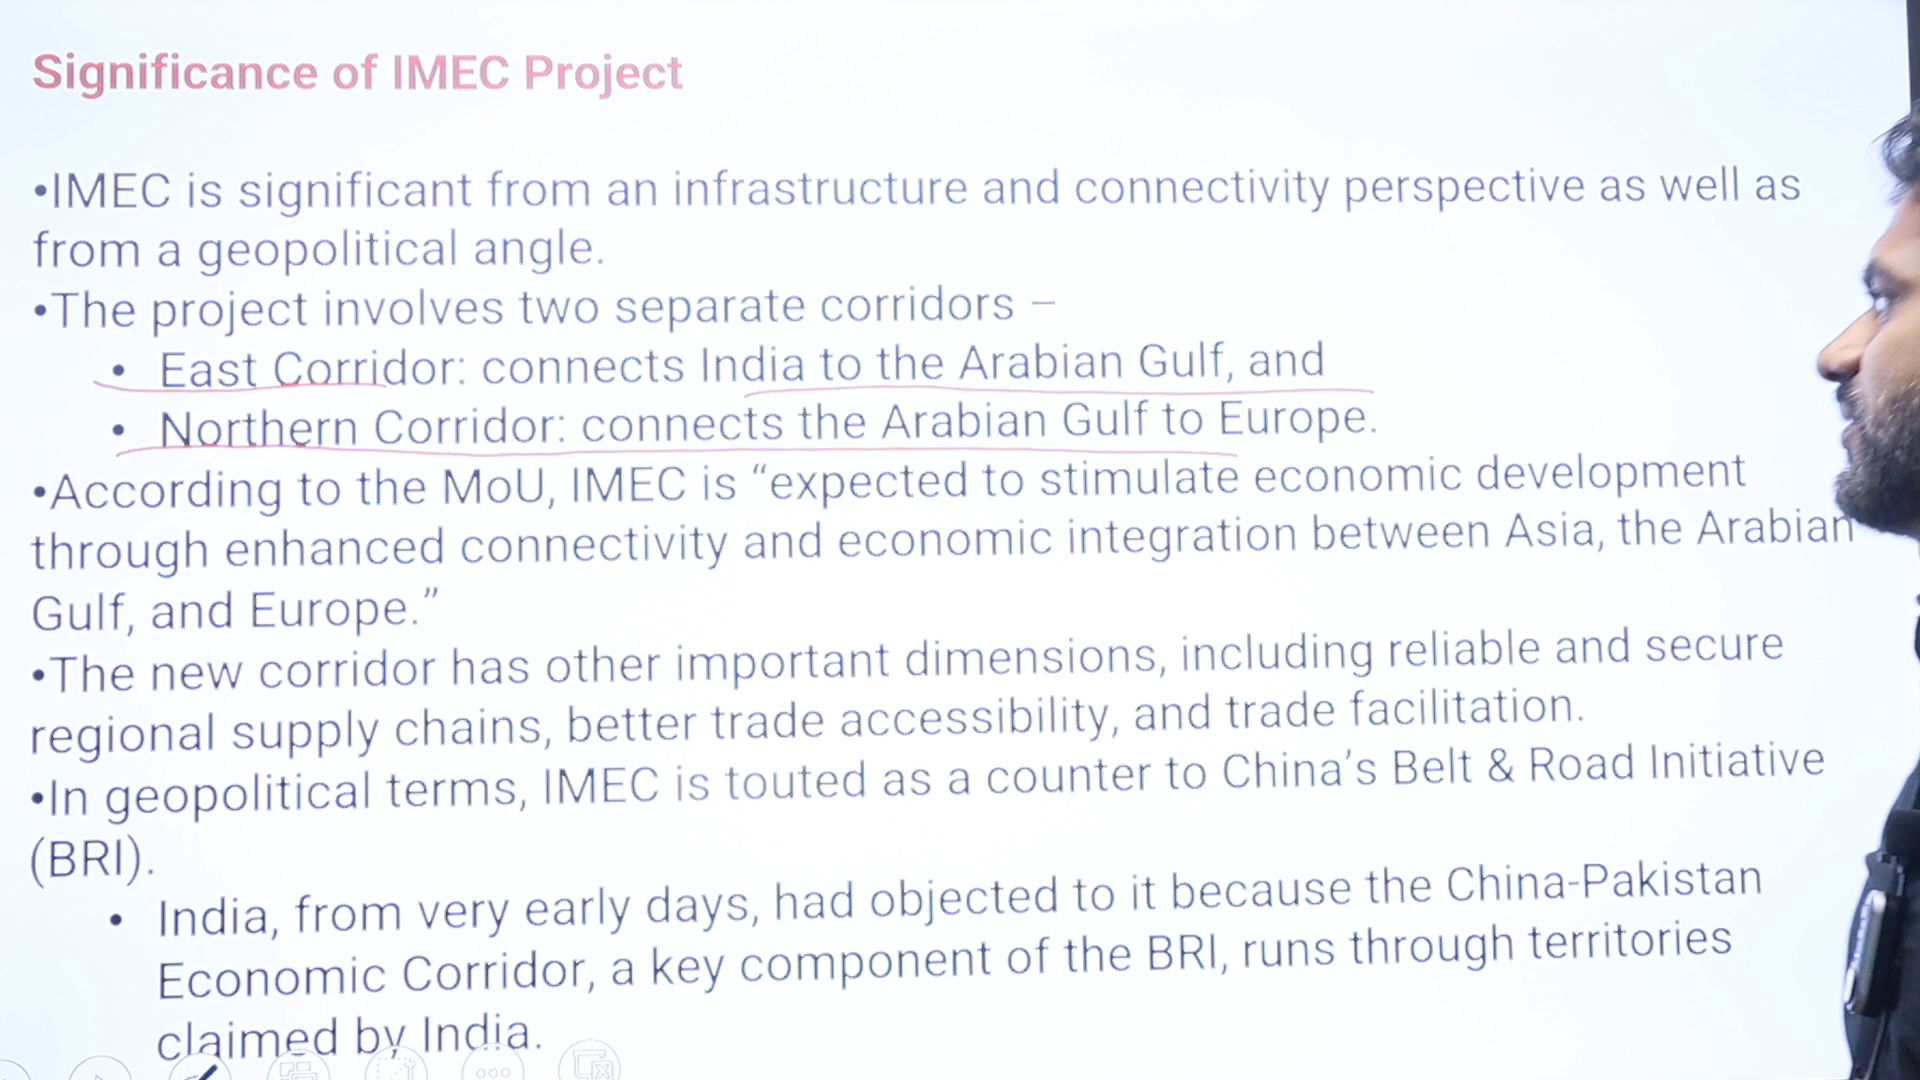 Significance of IMEC Project
•IMEC is significant from an infrastructure and connectivity perspective as well as
from a geopolitical angle.
•The project involves two separate corridors –
• East Corridor: connects India to the Arabian Gulf, and
• Northern Corridor: connects the Arabian Gulf to Europe.
•According to the MoU, IMEC is “expected to stimulate economic development
through enhanced connectivity and economic integration between Asia, the Arabian
Gulf, and Europe.”
•The new corridor has other important dimensions, including reliable and secure
regional supply chains, better trade accessibility, and trade facilitation.
•In geopolitical terms, IMEC is touted as a counter to China’s Belt & Road Initiative
(BRI).
• India, from very early days, had objected to it because the China-Pakistan
Economic Corridor, a key component of the BRI, runs through territories
claimed by India.